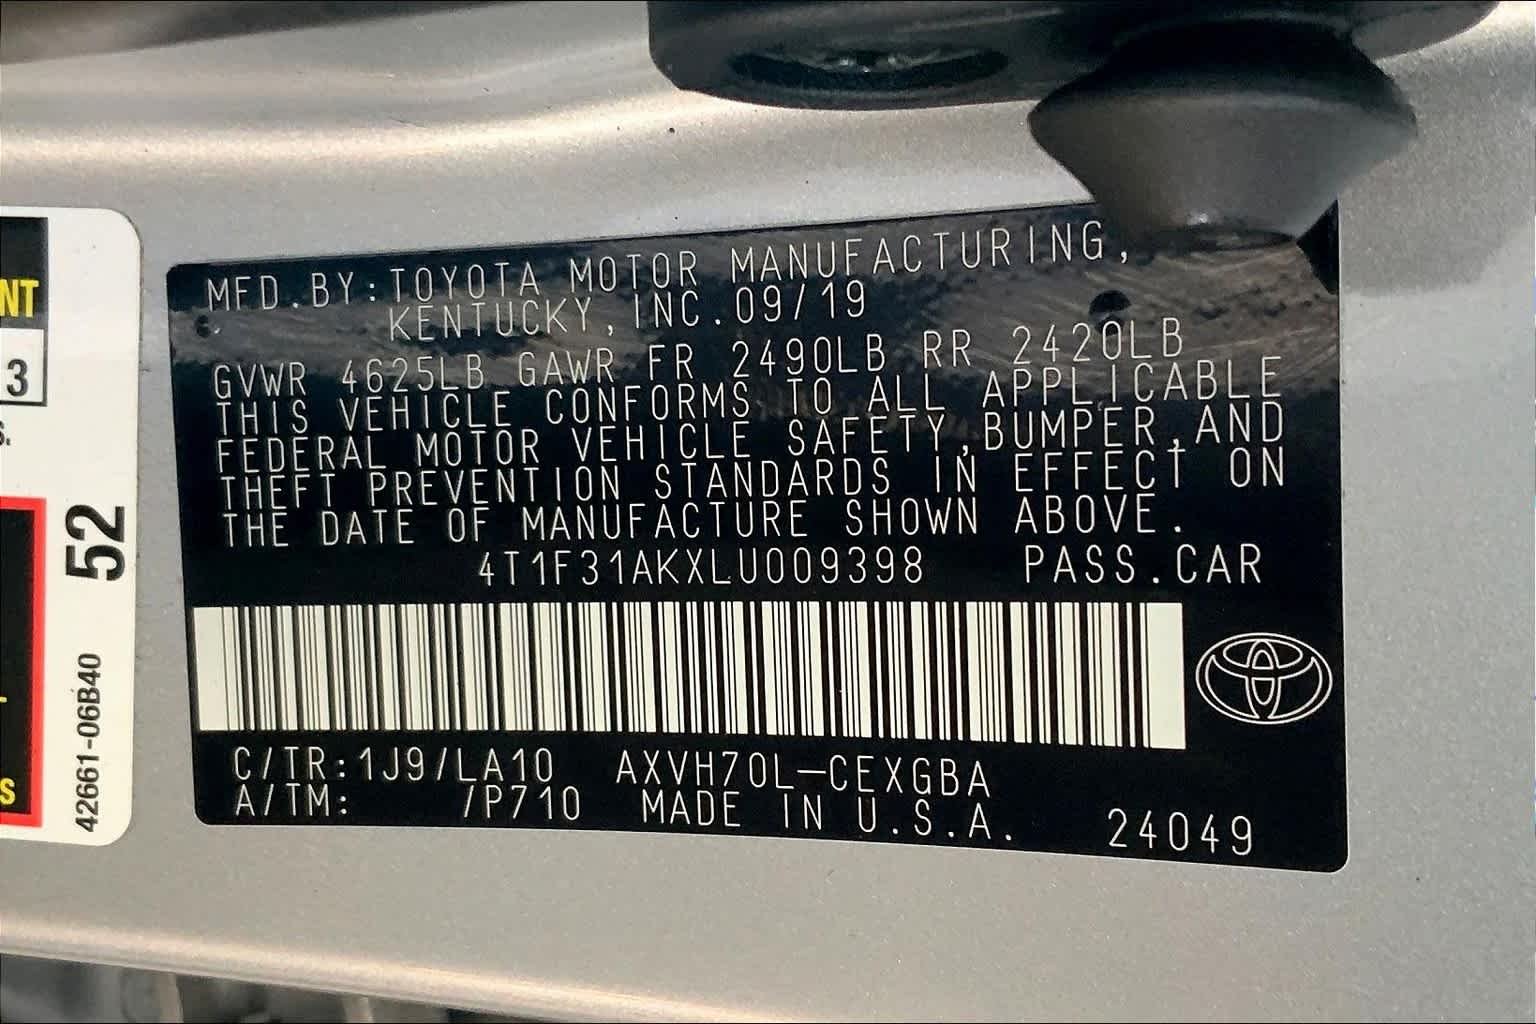 NT
3
S.
S
52
42661-06B40
MFD.BY:TOYOTA MOTOR MANUFACTURING,
KENTUCKY,INC.09/19
GVWR 4625LB GAWR FR 2490LB RR 2420LB
THIS VEHICLE CONFORMS TO ALL APPLICABLE
FEDERAL MOTOR VEHICLE SAFETY,BUMPER,AND
THEFT PREVENTION STANDARDS IN EFFECT ON
THE DATE OF MANUFACTURE SHOWN ABOVE.
4T1F31AKXLU009398 PASS.CAR
C/TR:1J9/LA10 AXVH70L-CEXGBA
A/TM: /P710 MADE IN U.S.A. 24049